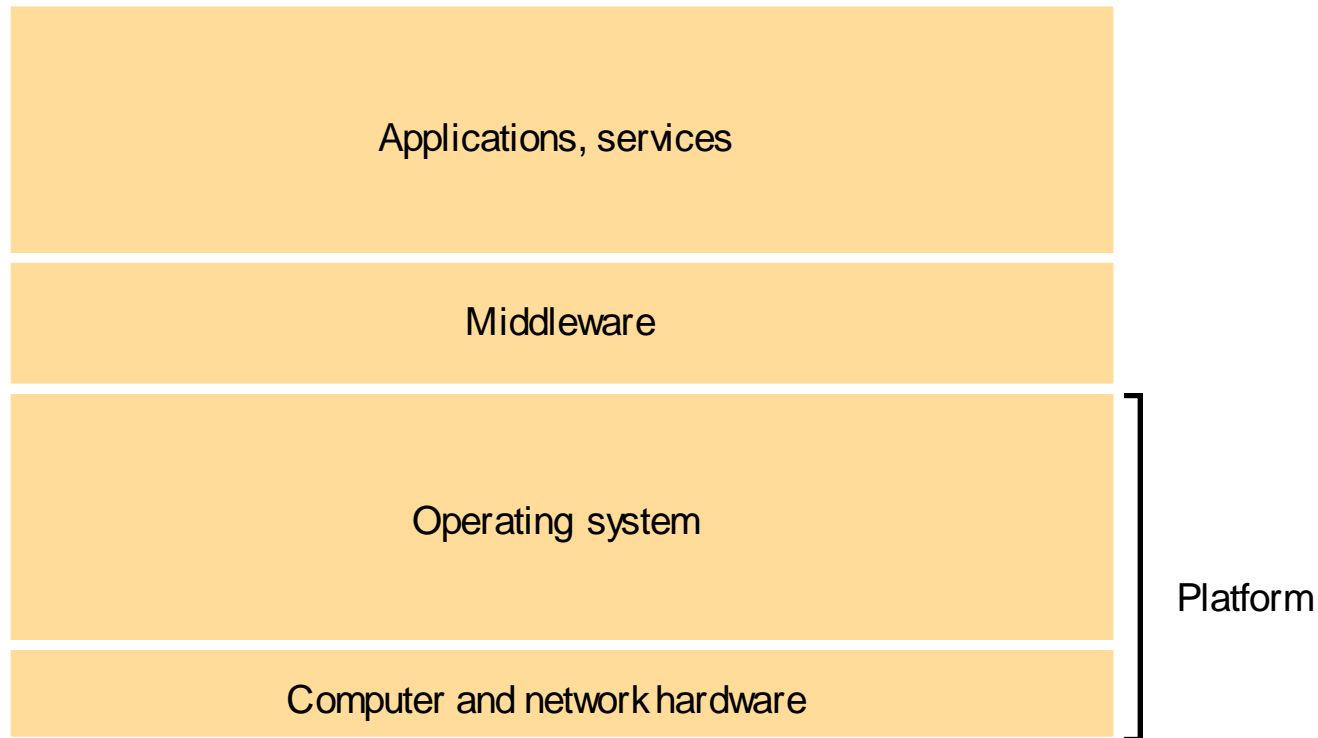 Applications, services
Middleware
Operating system
Platform
Computer and network hardware